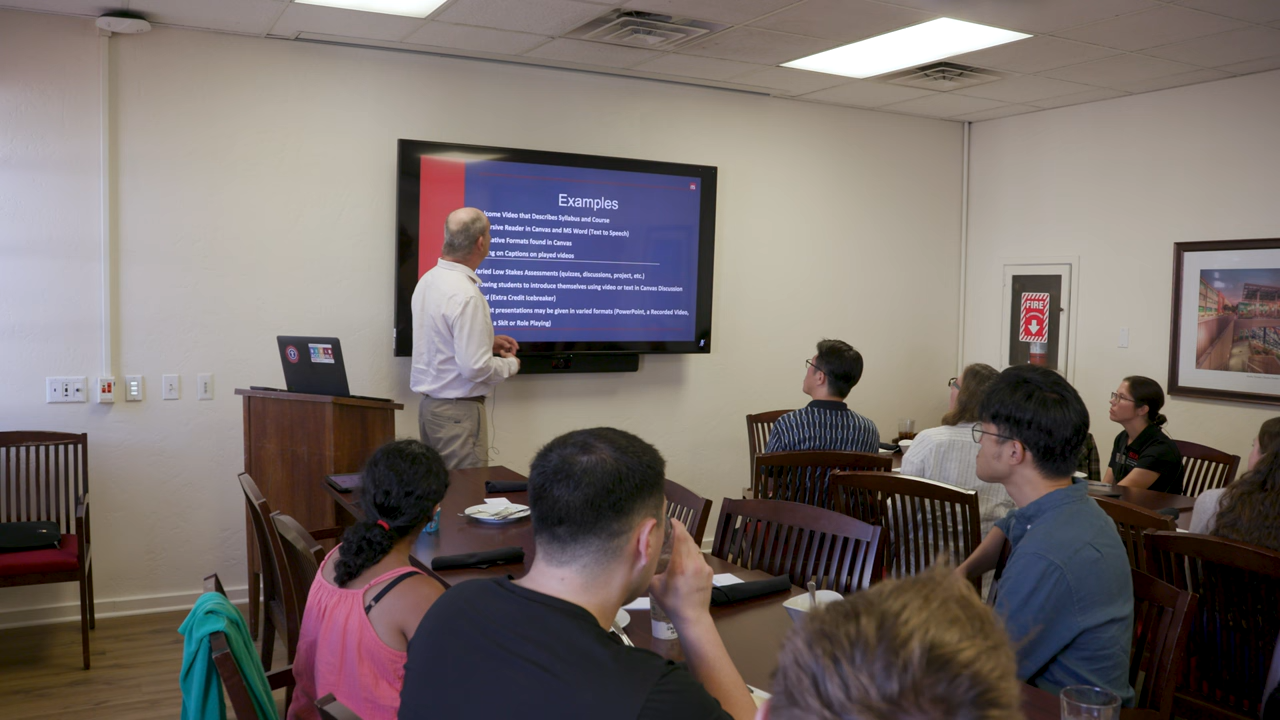 Examples
come Video that Describes Syllabus and Course
rsive Reader in Canvas and MS Word (Text to Speech)
ative Formats found in Canvas
ng on Captions on played videos
Varied Low Stakes Assessments (quizzes, discussions, project, etc.)
owing students to introduce themselves using video or text in Canvas Discussion
d (Extra Credit Icebreaker)
t presentations may be given in varied formats (PowerPoint, a Recorded Video,
a Skit or Role Playing)
FIRE